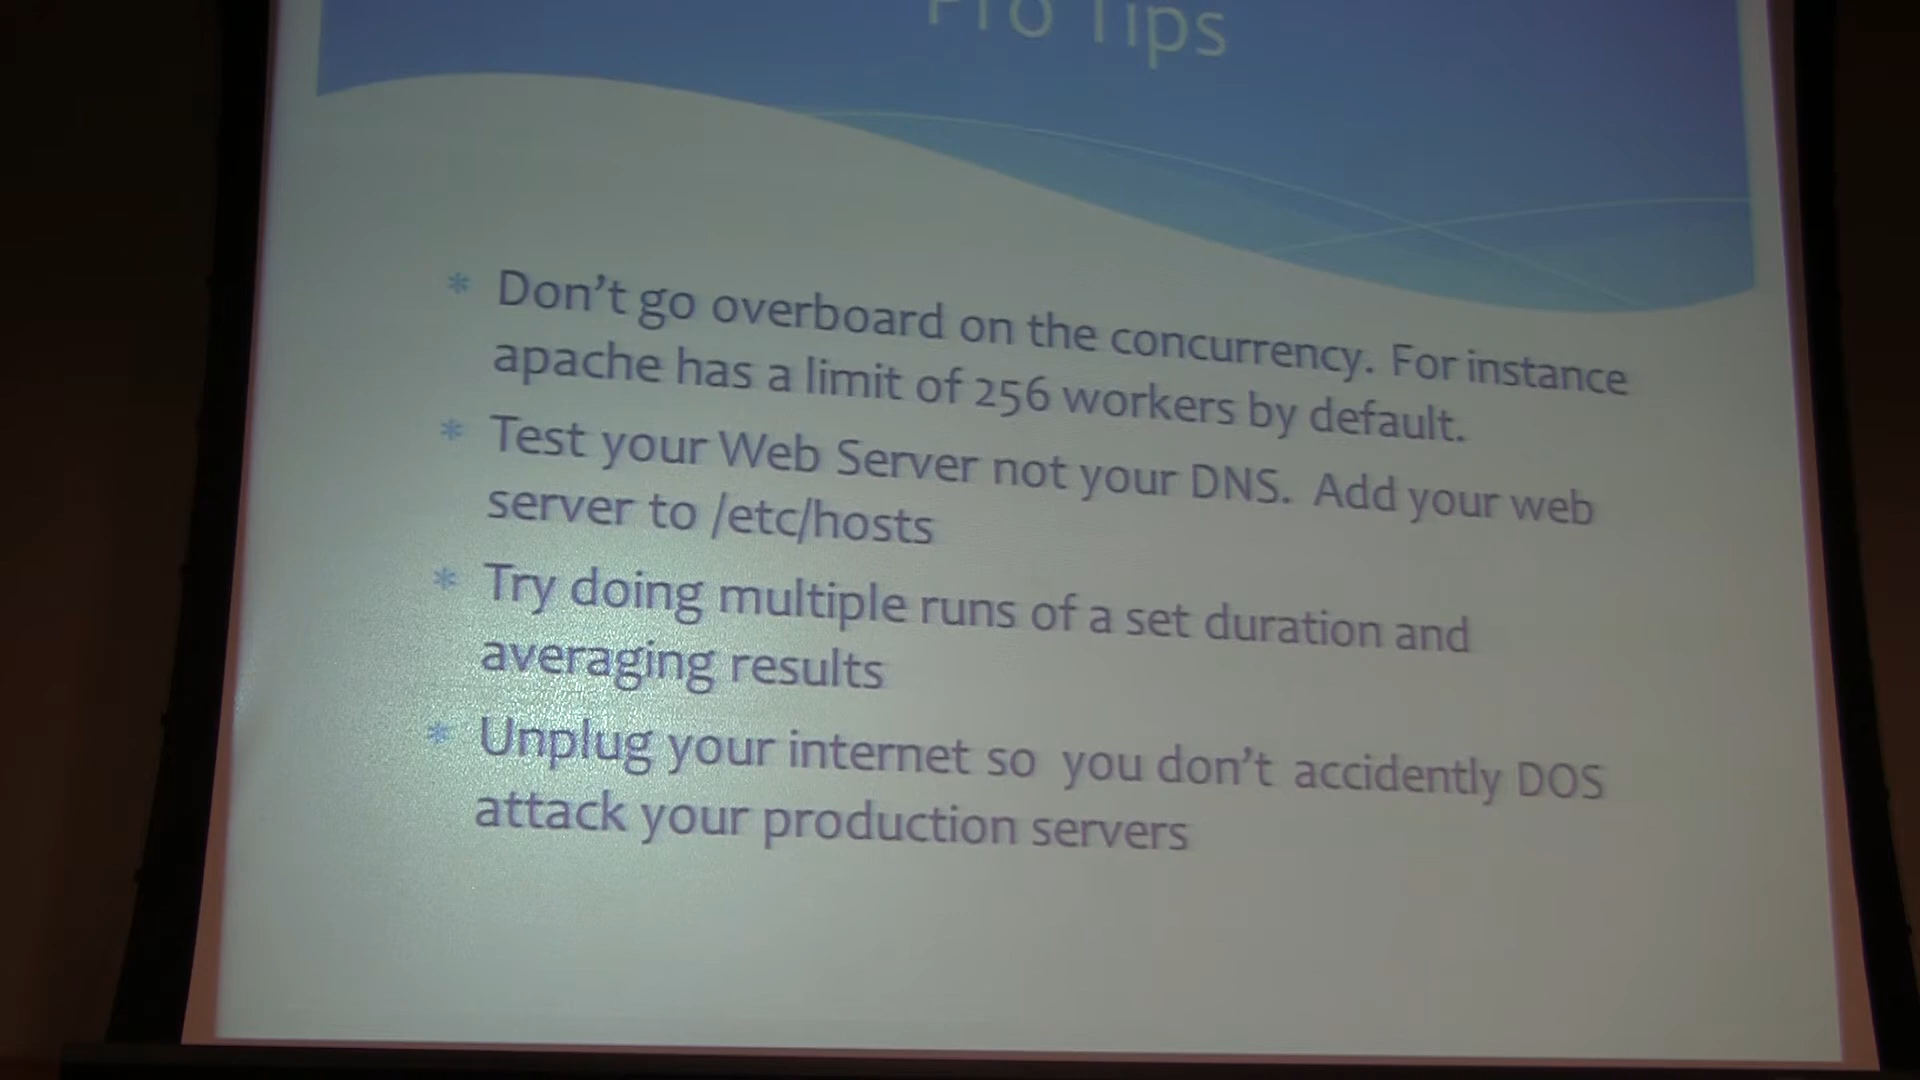 Pro Tips
* Don't go overboard on the concurrency. For instance
apache has a limit of 256 workers by default.
* Test your Web Server not your DNS. Add your web
server to /etc/hosts
* Try doing multiple runs of a set duration and
averaging results
* Unplug your internet so you don't accidently DOS
attack your production servers